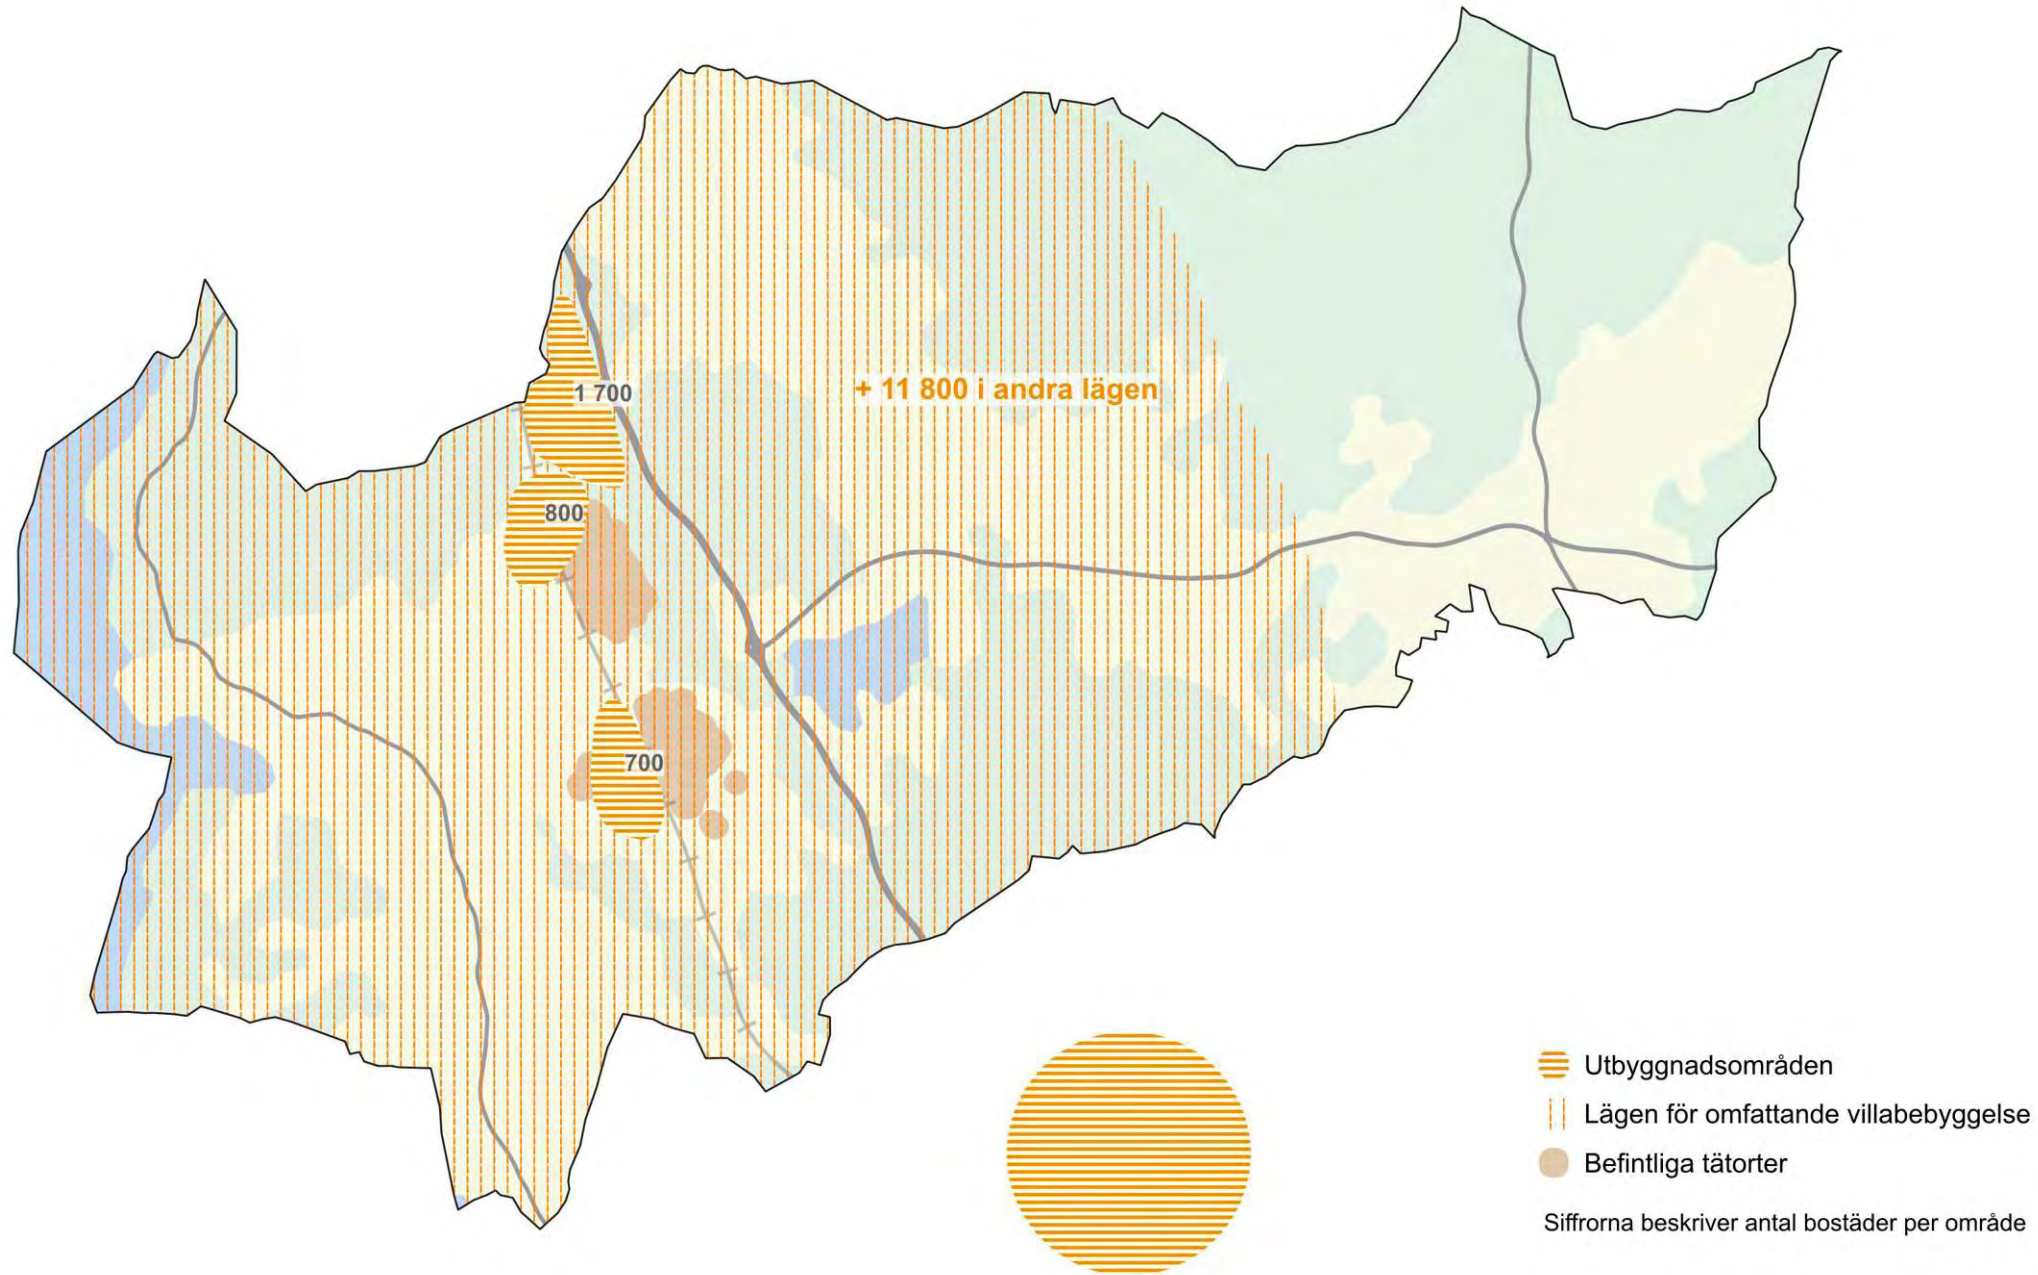 1 700
+ 11 800 i andra lägen
800
700
Utbyggnadsområden
Lägen för omfattande villabebyggelse
Befintliga tätorter
Siffrorna beskriver antal bostäder per område